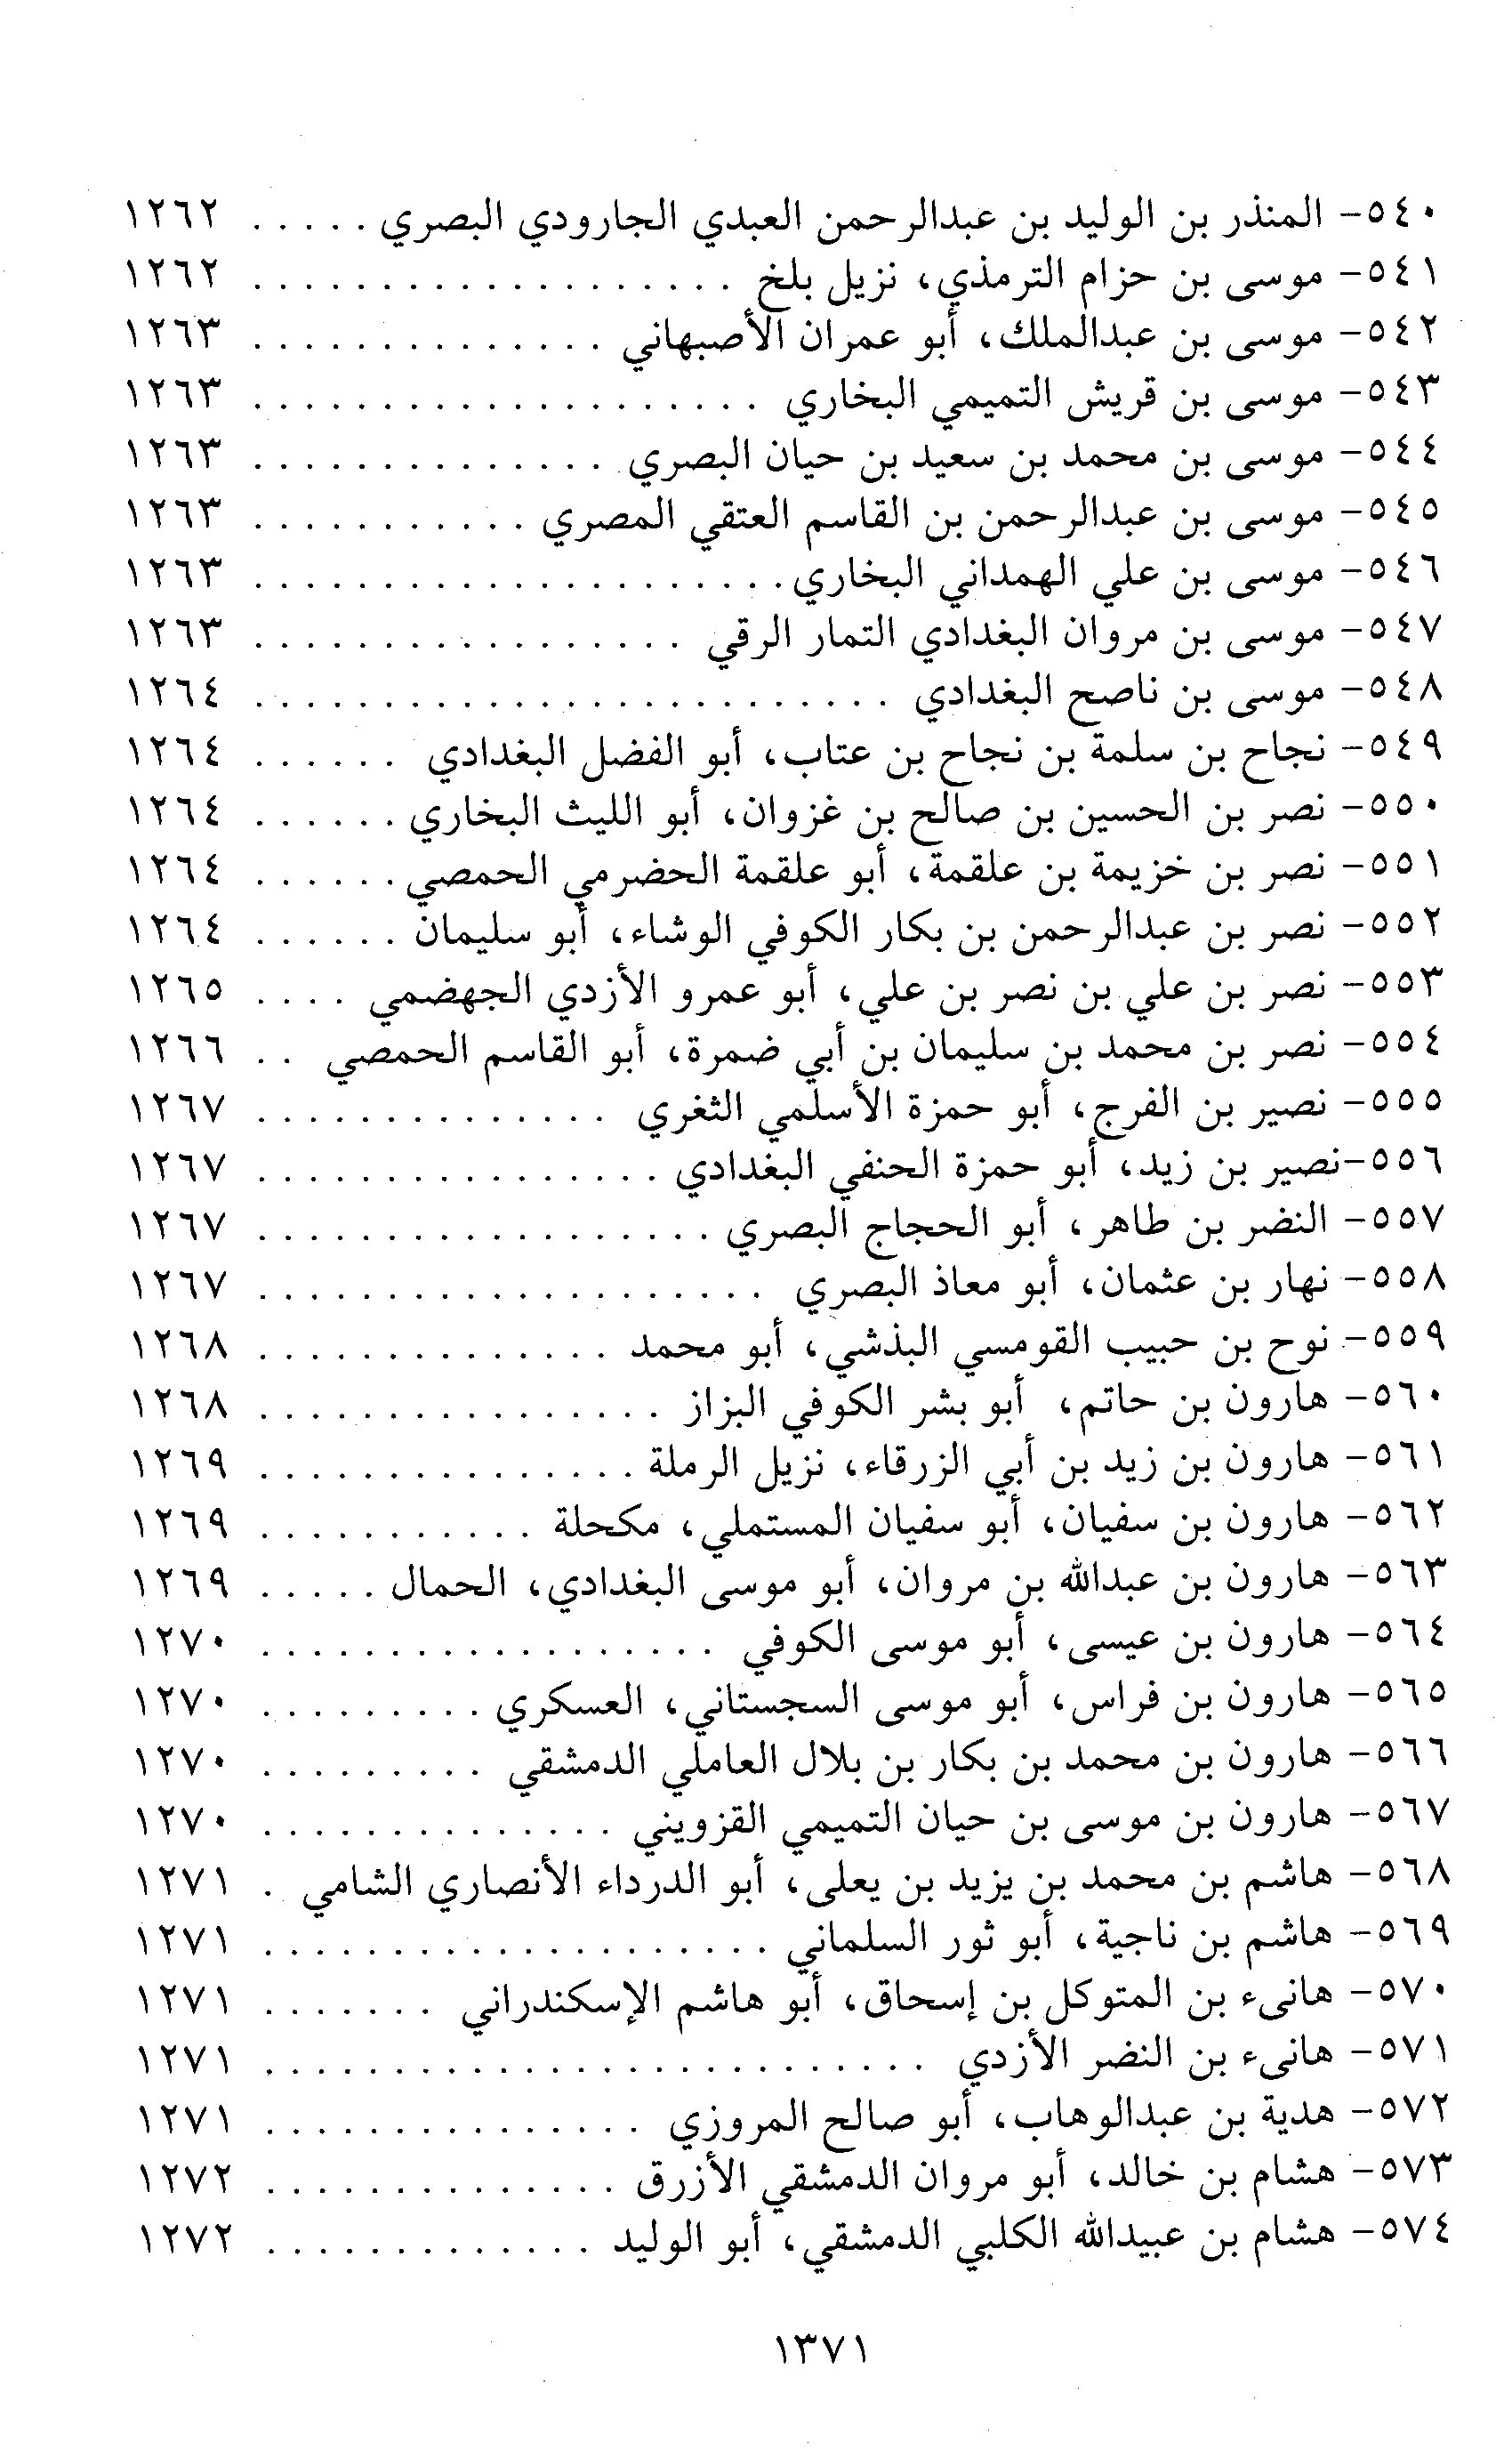 ٥٤٠- المنذر بن الوليد بن عبدالرحمن العبدي الجارودي البصري . . . . . ١٢٦٢
٥٤١- موسى بن حزام الترمذي، نزيل بلخ . . . . . . . . . . . . . . . . . . . ١٢٦٢
٥٤٢- موسى بن عبدالملك، أبو عمران الأصبهاني . . . . . . . . . . . . . . ١٢٦٣
٥٤٣- موسى بن قريش التميمي البخاري . . . . . . . . . . . . . . . . . . . . ١٢٦٣
٥٤٤- موسى بن محمد بن سعيد بن حيان البصري . . . . . . . . . . . . . . ١٢٦٣
٥٤٥- موسى بن عبدالرحمن بن القاسم العتقي المصري . . . . . . . . . . . ١٢٦٣
٥٤٦- موسى بن علي الهمداني البخاري . . . . . . . . . . . . . . . . . . . . . ١٢٦٣
٥٤٧- موسى بن مروان البغدادي التمار الرقي . . . . . . . . . . . . . . . . . ١٢٦٣
٥٤٨- موسى بن ناصح البغدادي . . . . . . . . . . . . . . . . . . . . . . . . . ١٢٦٤
٥٤٩- نجاح بن سلمة بن نجاح بن عتاب، أبو الفضل البغدادي . . . . . . ١٢٦٤
٥٥٠- نصر بن الحسين بن صالح بن غزوان، أبو الليث البخاري . . . . . . ١٢٦٤
٥٥١- نصر بن خزيمة بن علقمة، أبو علقمة الحضرمي الحمصي . . . . . . ١٢٦٤
٥٥٢- نصر بن عبدالرحمن بن بكار الكوفي الوشاء، أبو سليمان . . . . . . ١٢٦٤
٥٥٣- نصر بن علي بن نصر بن علي، أبو عمرو الأزدي الجهضمي . . . . ١٢٦٥
٥٥٤- نصر بن محمد بن سليمان بن أبي ضمرة، أبو القاسم الحمصي . . ١٢٦٦
٥٥٥- نصير بن الفرج، أبو حمزة الأسلمي الثغري . . . . . . . . . . . . . . ١٢٦٧
٥٥٦-نصير بن زيد، أبو حمزة الحنفي البغدادي . . . . . . . . . . . . . . . . ١٢٦٧
٥٥٧- النضر بن طاهر، أبو الحجاج البصري . . . . . . . . . . . . . . . . . . ١٢٦٧
٥٥٨- نهار بن عثمان، أبو معاذ البصري . . . . . . . . . . . . . . . . . . . . ١٢٦٧
٥٥٩- نوح بن حبيب القومسي البذشي، أبو محمد . . . . . . . . . . . . . . ١٢٦٨
٥٦٠- هارون بن حاتم، أبو بشر الكوفي البزاز . . . . . . . . . . . . . . . . ١٢٦٨
٥٦١- هارون بن زيد بن أبي الزرقاء، نزيل الرملة . . . . . . . . . . . . . . . ١٢٦٩
٥٦٢- هارون بن سفيان، أبو سفيان المستملي، مكحلة . . . . . . . . . . . ١٢٦٩
٥٦٣- هارون بن عبدالله بن مروان، أبو موسى البغدادي، الحمال . . . . . ١٢٦٩
٥٦٤- هارون بن عيسى، أبو موسى الكوفي . . . . . . . . . . . . . . . . . . ١٢٧٠
٥٦٥- هارون بن فراس، أبو موسى السجستاني، العسكري . . . . . . . . . ١٢٧٠
٥٦٦- هارون بن محمد بن بكار بن بلال العاملي الدمشقي . . . . . . . . . ١٢٧٠
٥٦٧- هارون بن موسى بن حيان التميمي القزويني . . . . . . . . . . . . . . ١٢٧٠
٥٦٨- هاشم بن محمد بن يزيد بن يعلى، أبو الدرداء الأنصاري الشامي . ١٢٧١
٥٦٩- هاشم بن ناجية، أبو ثور السلماني . . . . . . . . . . . . . . . . . . . . ١٢٧١
٥٧٠- هانىء بن المتوكل بن إسحاق، أبو هاشم الإسكندراني . . . . . . . ١٢٧١
٥٧١- هانىء بن النضر الأزدي . . . . . . . . . . . . . . . . . . . . . . . . . . ١٢٧١
٥٧٢- هدية بن عبدالوهاب، أبو صالح المروزي . . . . . . . . . . . . . . . ١٢٧١
٥٧٣- هشام بن خالد، أبو مروان الدمشقي الأزرق . . . . . . . . . . . . . . ١٢٧٢
٥٧٤- هشام بن عبيدالله الكلبي الدمشقي، أبو الوليد . . . . . . . . . . . . . ١٢٧٢
١٣٧١